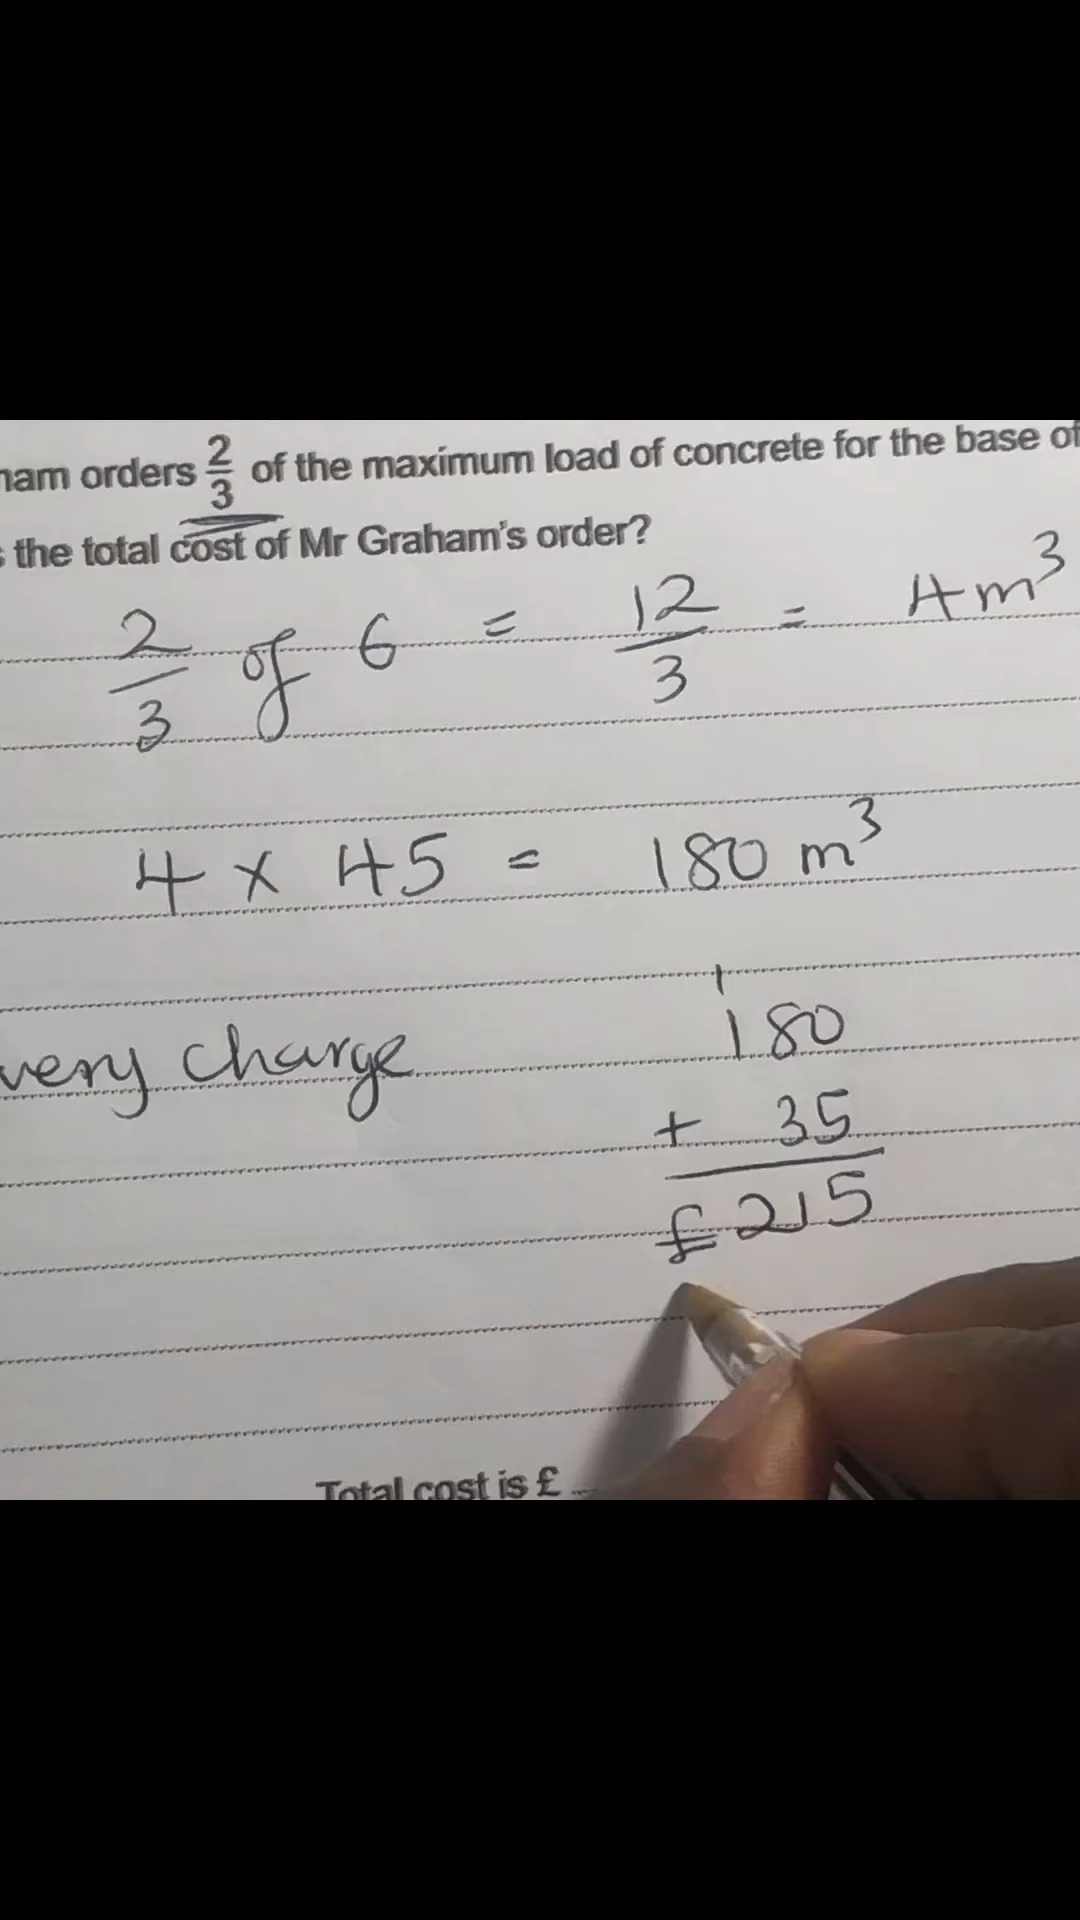 ham orders 2/3 of the maximum load of concrete for the base of
the total cost of Mr Graham's order?
2/3 of 6 = 12/3 = 4m³
4 x 45 = 180 m³
1
very charge 180
+ 35
£215
Total cost is £